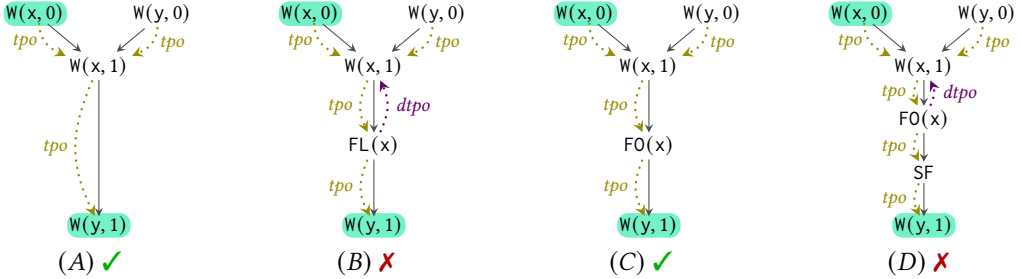 W(x, 0) W(y, 0) W(x, 0) W(y, 0) W(x, 0) W(y, 0) W(x, 0) W(y, 0)
tpo tpo tpo tpo tpo tpo tpo tpo
W(x, 1) W(x, 1) W(x, 1) W(x, 1)
tpo dtpo tpo tpo dtpo
FO(x)
tpo FL(x) FO(x) tpo
SF
tpo tpo tpo
W(y, 1) W(y, 1) W(y, 1) W(y, 1)
(A) ✓ (B) ✗ (C) ✓ (D) ✗